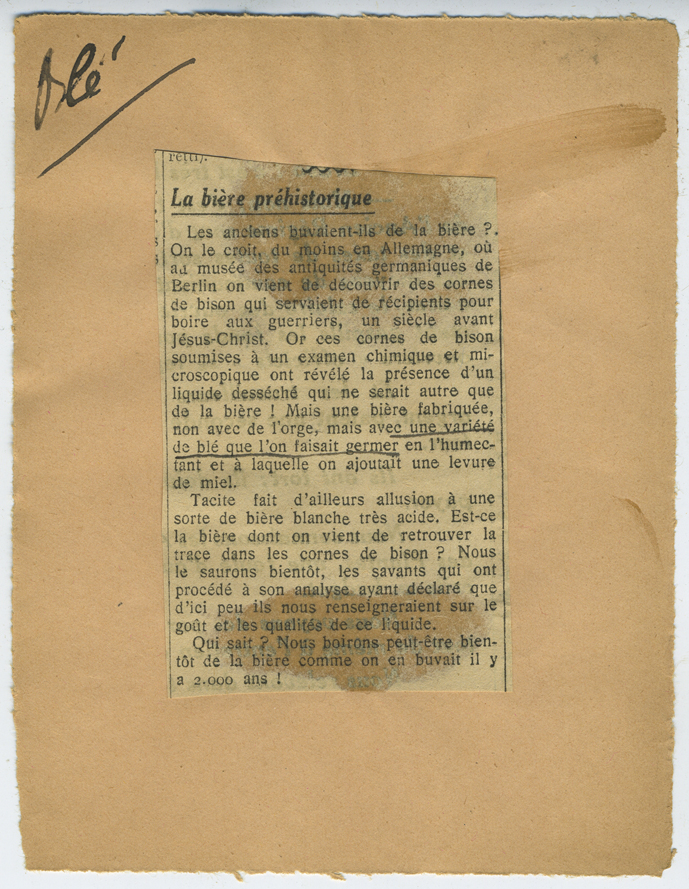 Blé
retti).
La bière préhistorique
Les anciens buvaient-ils de la bière ?.
On le croit, du moins en Allemagne, où
au musée des antiquités germaniques de
Berlin on vient de découvrir des cornes
de bison qui servaient de récipients pour
boire aux guerriers, un siècle avant
Jésus-Christ. Or ces cornes de bison
soumises à un examen chimique et mi-
croscopique ont révélé la présence d'un
liquide desséché qui ne serait autre que
de la bière ! Mais une bière fabriquée,
non avec de l'orge, mais avec une variété
de blé que l'on faisait germer en l'humec-
tant et à laquelle on ajoutait une levure
de miel.
Tacite fait d'ailleurs allusion à une
sorte de bière blanche très acide. Est-ce
la bière dont on vient de retrouver la
trace dans les cornes de bison ? Nous
le saurons bientôt, les savants qui ont
procédé à son analyse ayant déclaré que
d'ici peu ils nous renseigneraient sur le
goût et les qualités de ce liquide.
Qui sait ? Nous boirons peut-être bien-
tôt de la bière comme on en buvait il y
a 2.000 ans !